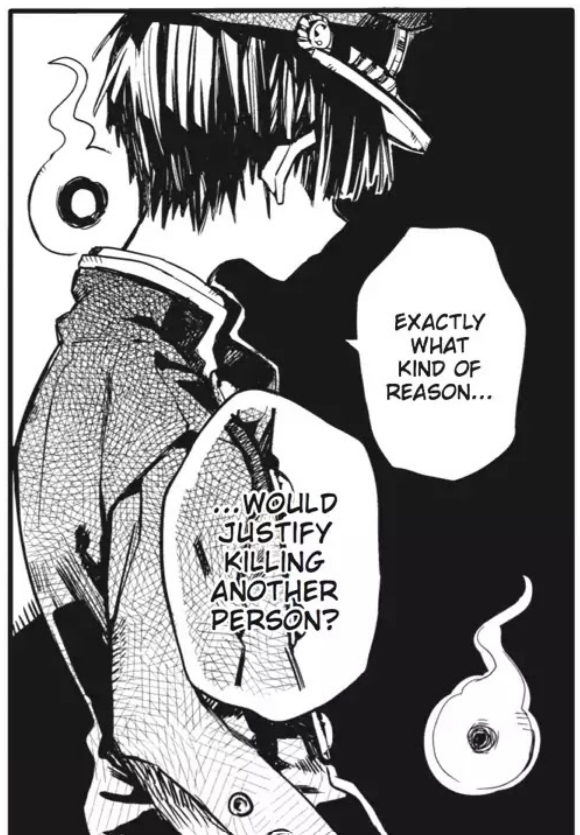 EXACTLY
WHAT
KIND OF
REASON...
...WOULD
JUSTIFY
KILLING
ANOTHER
PERSON?